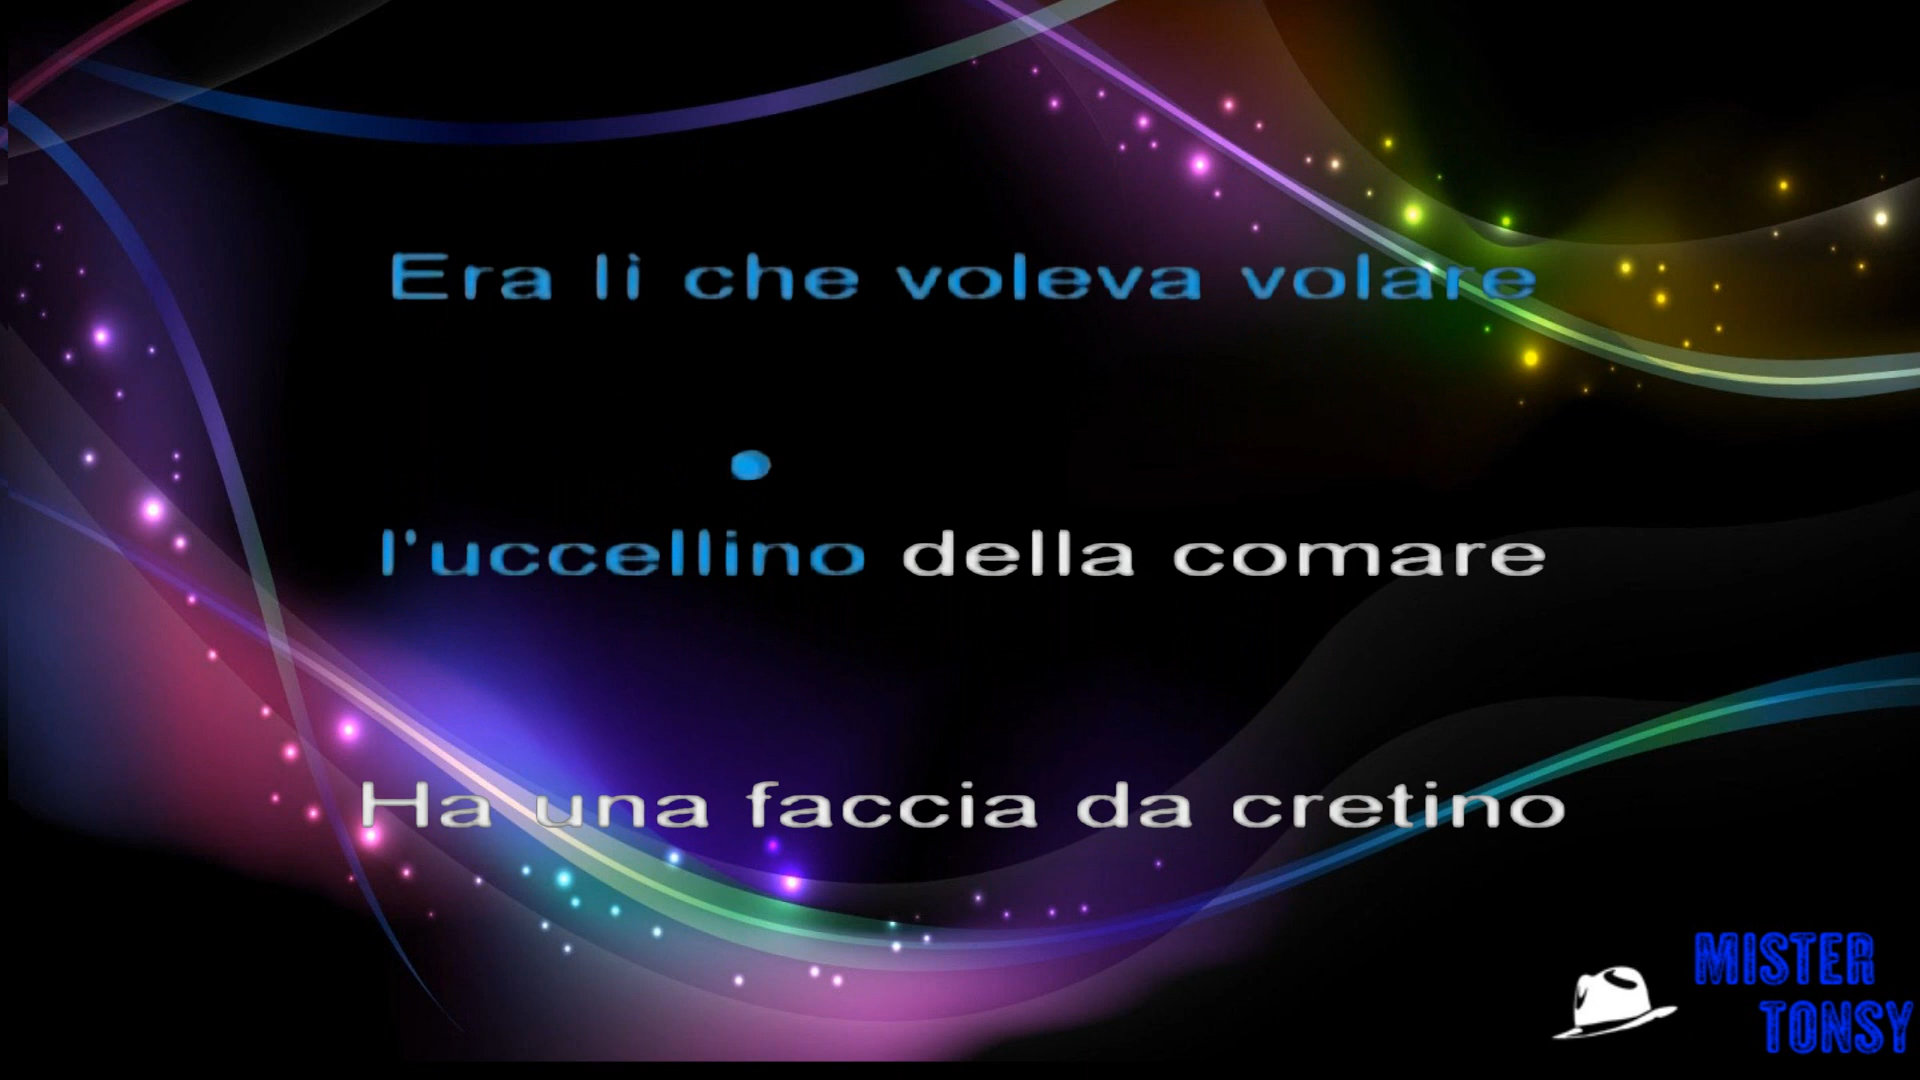 Era lì che voleva volare
l'uccellino della comare
Ha una faccia da cretino
MISTER
TONSY